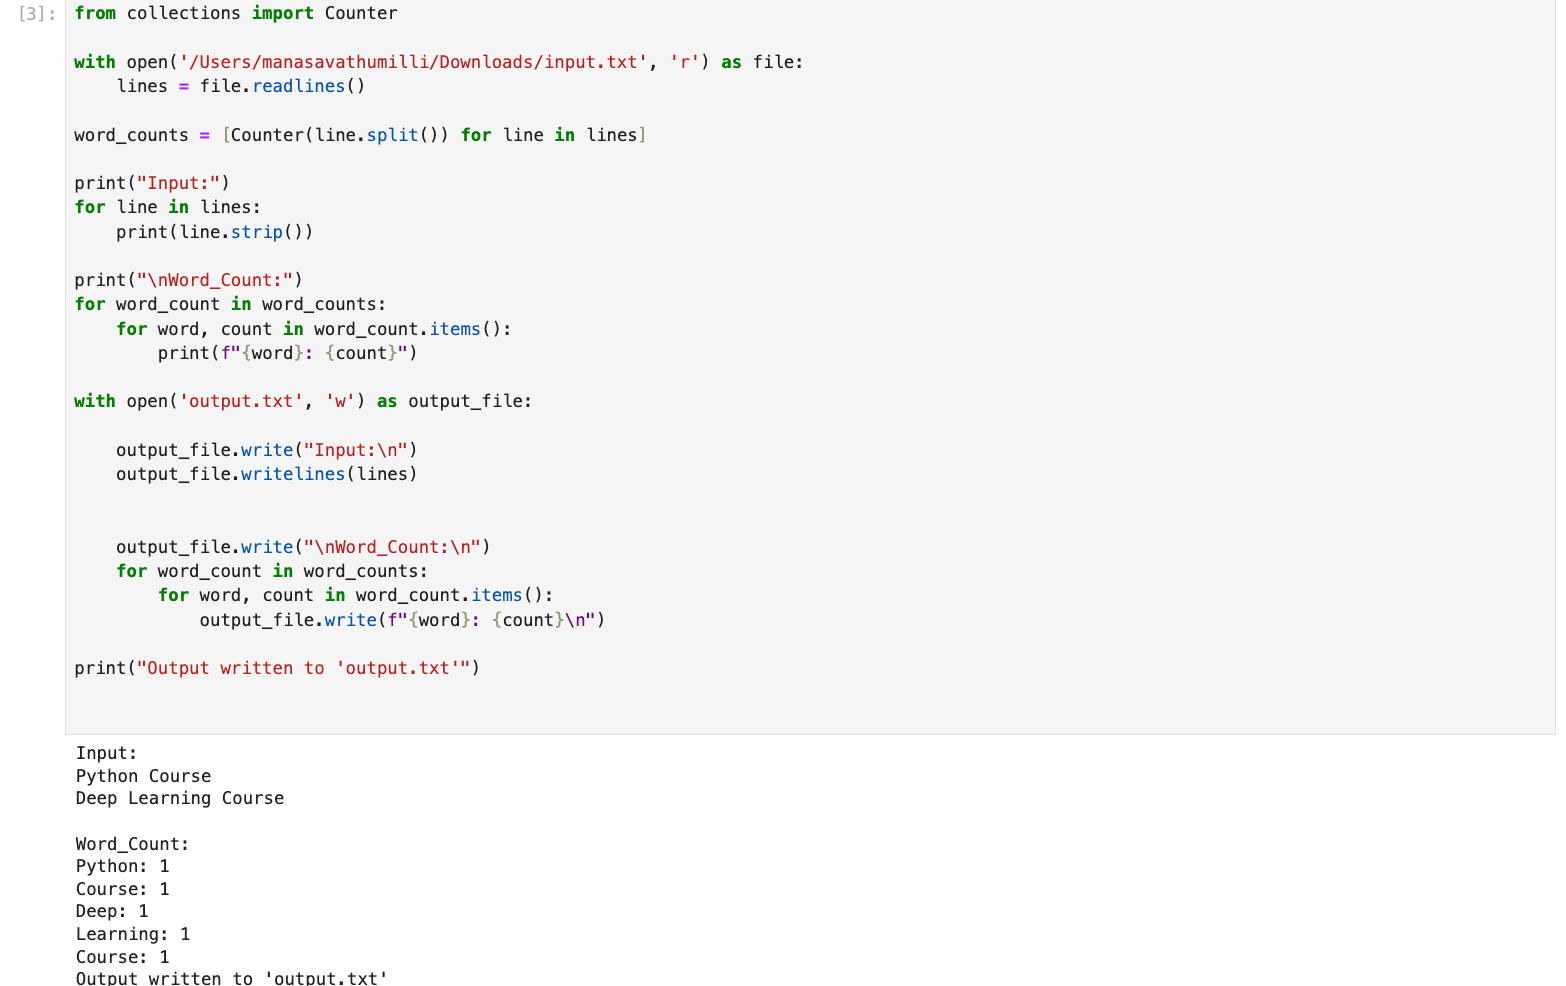 [3]:
from collections import Counter
with open('/Users/manasavathumilli/Downloads/input.txt', 'r') as file:
    lines = file.readlines()
word_counts = [Counter(line.split()) for line in lines]
print("Input:")
for line in lines:
    print(line.strip())
print("\nWord_Count:")
for word_count in word_counts:
    for word, count in word_count.items():
        print(f"{word}: {count}")
with open('output.txt', 'w') as output_file:
    output_file.write("Input:\n")
    output_file.writelines(lines)
    output_file.write("\nWord_Count:\n")
    for word_count in word_counts:
        for word, count in word_count.items():
            output_file.write(f"{word}: {count}\n")
print("Output written to 'output.txt'")
Input:
Python Course
Deep Learning Course
Word_Count:
Python: 1
Course: 1
Deep: 1
Learning: 1
Course: 1
Output written to 'output.txt'